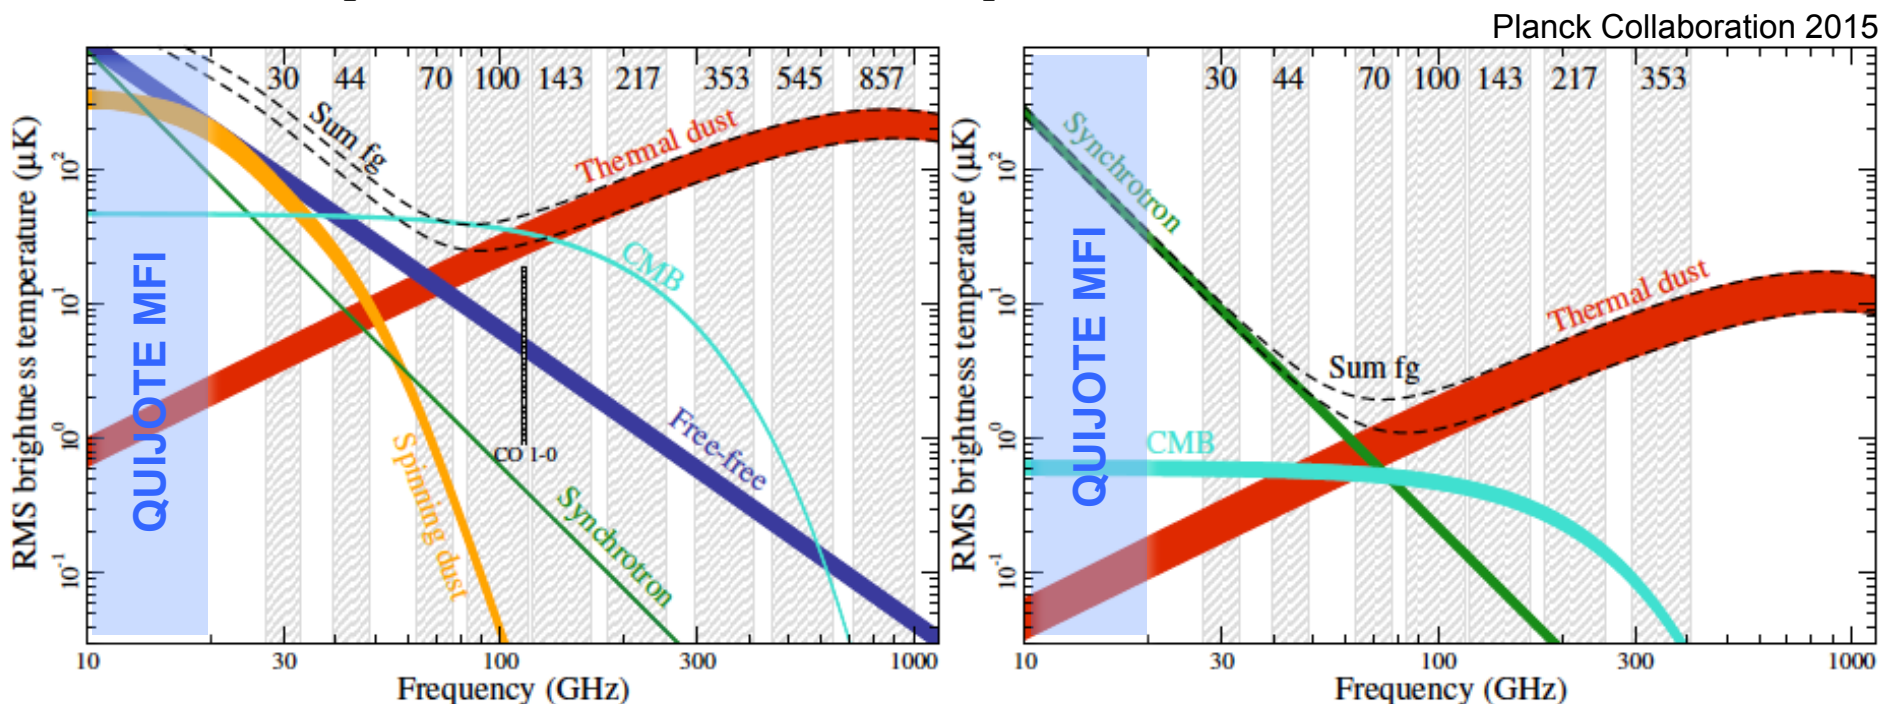 Planck Collaboration 2015
30 44 70 100 143 217 353 545 857
Sum fg
Thermal dust
CMB
CO 1-0
Free-free
Spinning dust
Synchrotron
QUIJOTE MFI
RMS brightness temperature (μK)
10² 10¹ 10⁰ 10⁻¹
10 30 100 300 1000
Frequency (GHz)
30 44 70 100 143 217 353
Synchrotron
Thermal dust
Sum fg
CMB
QUIJOTE MFI
RMS brightness temperature (μK)
10² 10¹ 10⁰ 10⁻¹
10 30 100 300 1000
Frequency (GHz)